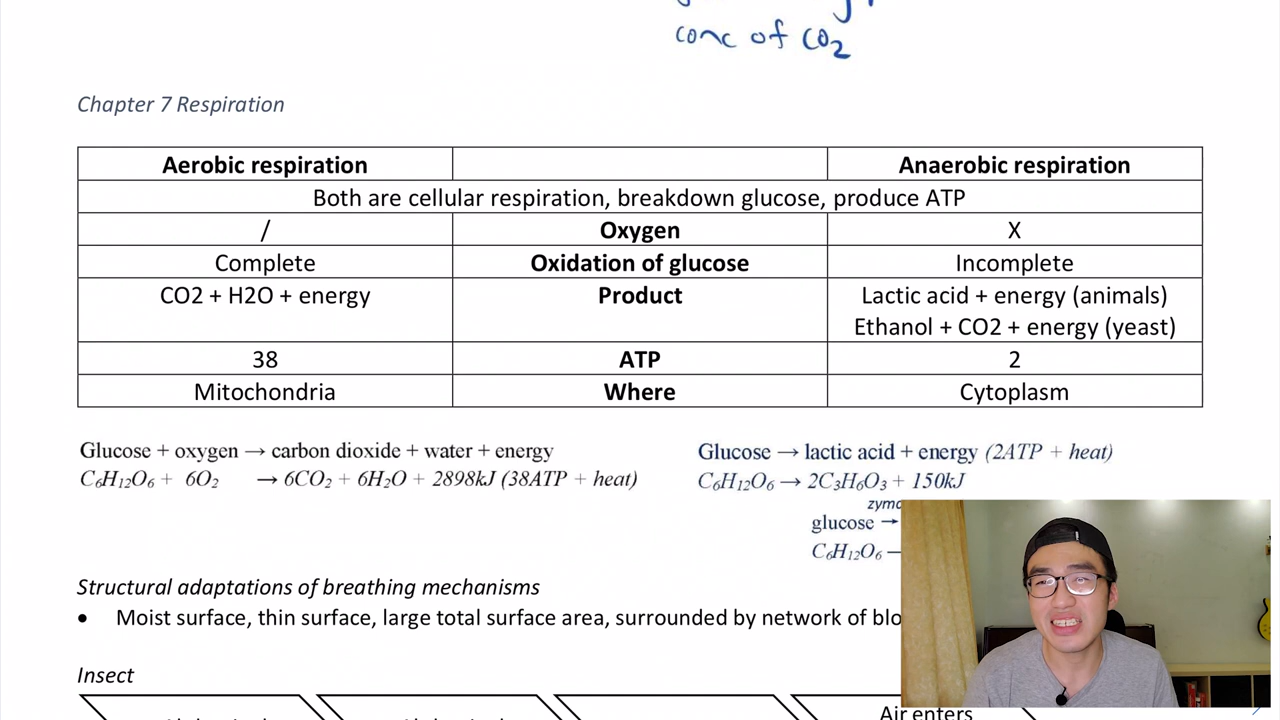 conc of CO2
Chapter 7 Respiration
Aerobic respiration Anaerobic respiration
Both are cellular respiration, breakdown glucose, produce ATP
/ Oxygen X
Complete Oxidation of glucose Incomplete
CO2 + H2O + energy Product Lactic acid + energy (animals)
Ethanol + CO2 + energy (yeast)
38 ATP 2
Mitochondria Where Cytoplasm
Glucose + oxygen → carbon dioxide + water + energy
C6H12O6 + 6O2 → 6CO2 + 6H2O + 2898kJ (38ATP + heat)
Glucose → lactic acid + energy (2ATP + heat)
C6H12O6 → 2C3H6O3 + 150kJ
glucose →
C6H12O6 –
Structural adaptations of breathing mechanisms
• Moist surface, thin surface, large total surface area, surrounded by network of
Insect
Air enters